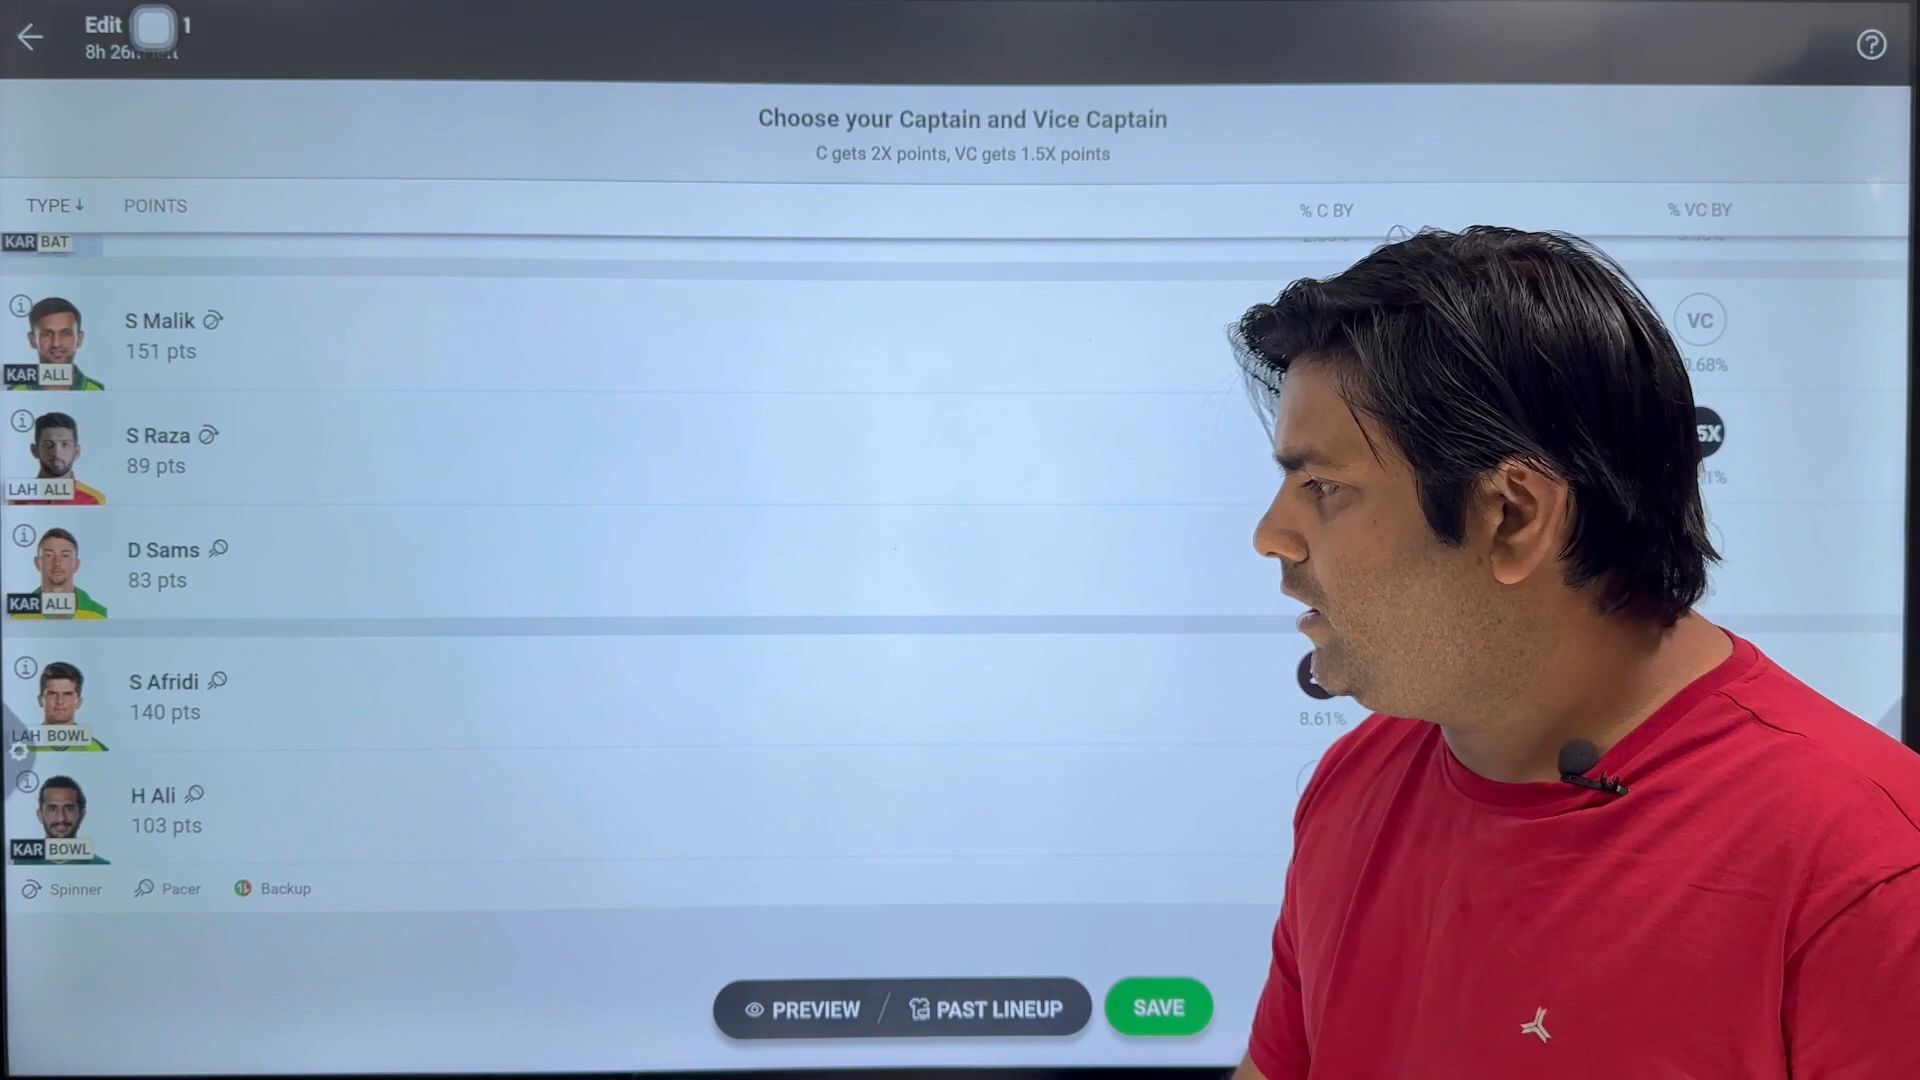 Edit 1
8h 26
Choose your Captain and Vice Captain
C gets 2X points, VC gets 1.5X points
TYPE↓ POINTS % C BY % VC BY
KAR BAT
S Malik
151 pts
VC
KAR ALL
.68%
S Raza
89 pts
5X
LAH ALL
D Sams
83 pts
KAR ALL
S Afridi
140 pts
8.61%
LAH BOWL
H Ali
103 pts
KAR BOWL
Spinner Pacer Backup
PREVIEW / PAST LINEUP SAVE